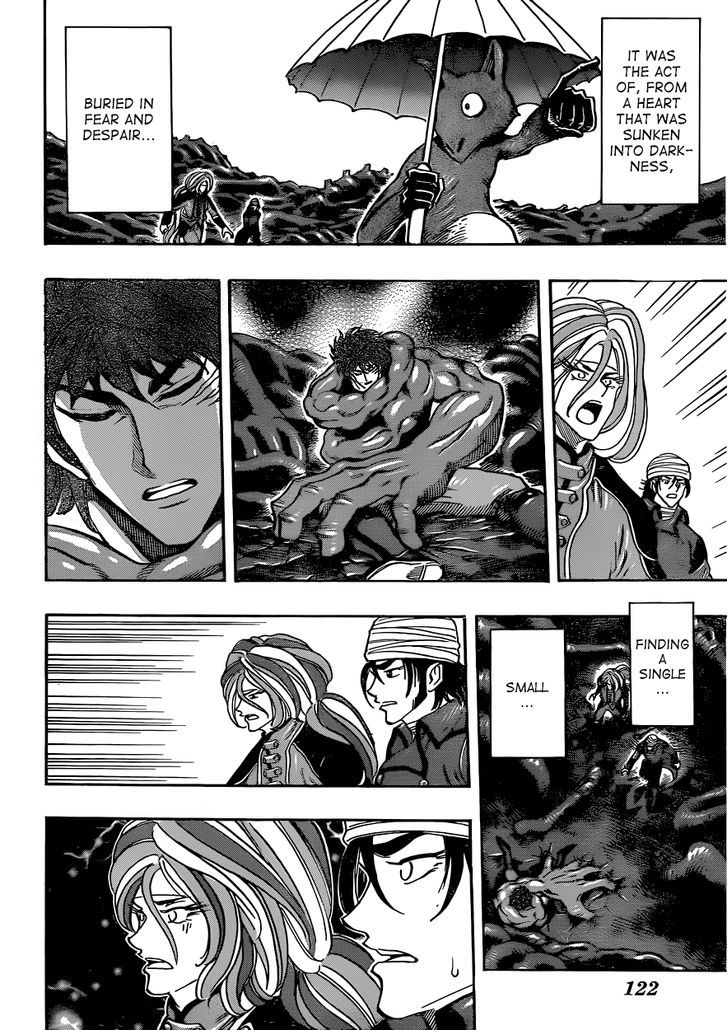 IT WAS
THE ACT
OF, FROM
A HEART
THAT WAS
SUNKEN
INTO DARK-
NESS,
BURIED IN
FEAR AND
DESPAIR...
FINDING
A
SINGLE
...
SMALL
...
122